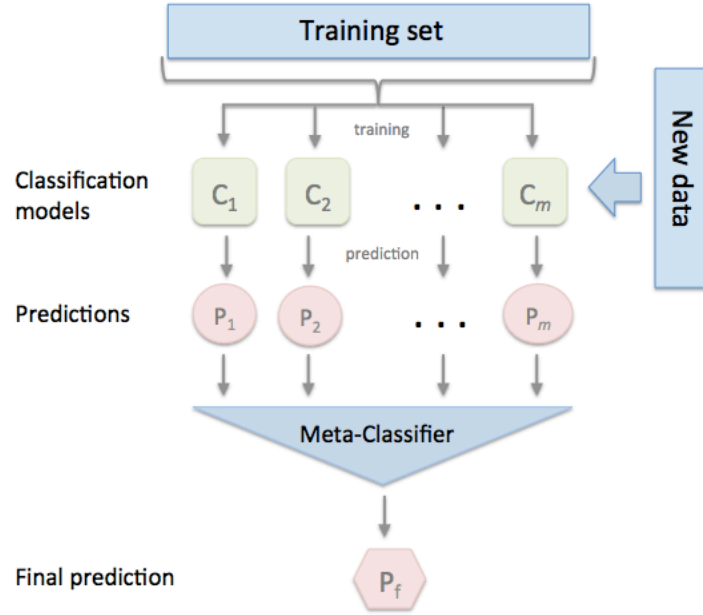 Training set
training
New data
Classification
models
C1 C2 . . . Cm
prediction
Predictions
P1 P2 . . . Pm
Meta-Classifier
Final prediction
Pf